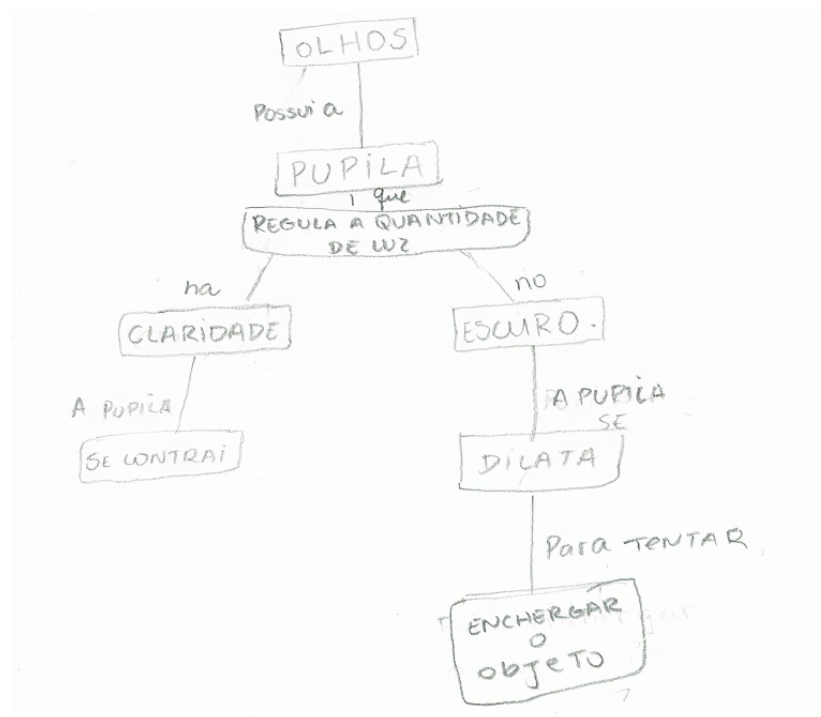 OLHOS
Possui a
PUPILA
que
REGULA A QUANTIDADE
DE LUZ
na
no
CLARIDADE
ESCURO.
A PUPILA
SE CONTRAI
A PUPILA
SE
DILATA
Para TENTAR
ENCHERGAR
O
objeTO